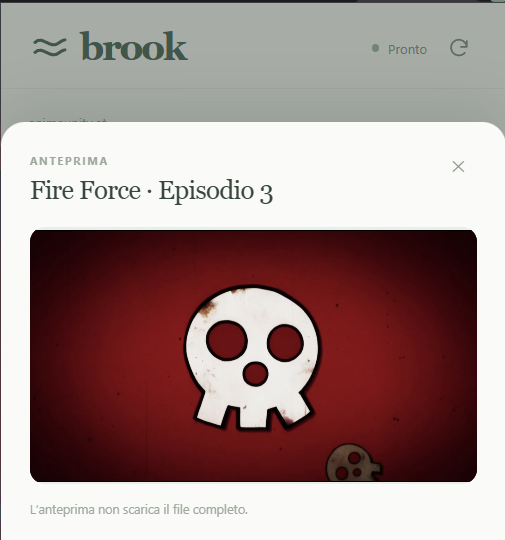 brook
Pronto
ANTEPRIMA
Fire Force · Episodio 3
L'anteprima non scarica il file completo.